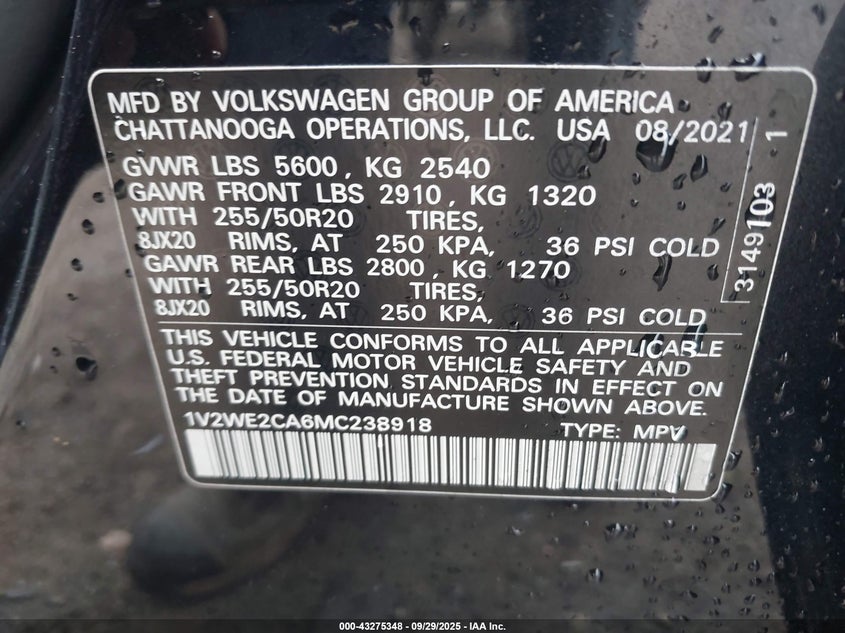 MFD BY VOLKSWAGEN GROUP OF AMERICA
CHATTANOOGA OPERATIONS, LLC. USA 08/2021
GVWR LBS 5600, KG 2540
GAWR FRONT LBS 2910, KG 1320
WITH 255/50R20 TIRES,
8JX20 RIMS, AT 250 KPA, 36 PSI COLD
GAWR REAR LBS 2800, KG 1270
WITH 255/50R20 TIRES,
8JX20 RIMS, AT 250 KPA, 36 PSI COLD
3149103 1
THIS VEHICLE CONFORMS TO ALL APPLICABLE
U.S. FEDERAL MOTOR VEHICLE SAFETY AND
THEFT PREVENTION STANDARDS IN EFFECT ON
THE DATE OF MANUFACTURE SHOWN ABOVE.
1V2WE2CA6MC238918 TYPE: MPV
000-43275348 - 09/29/2025 - IAA Inc.